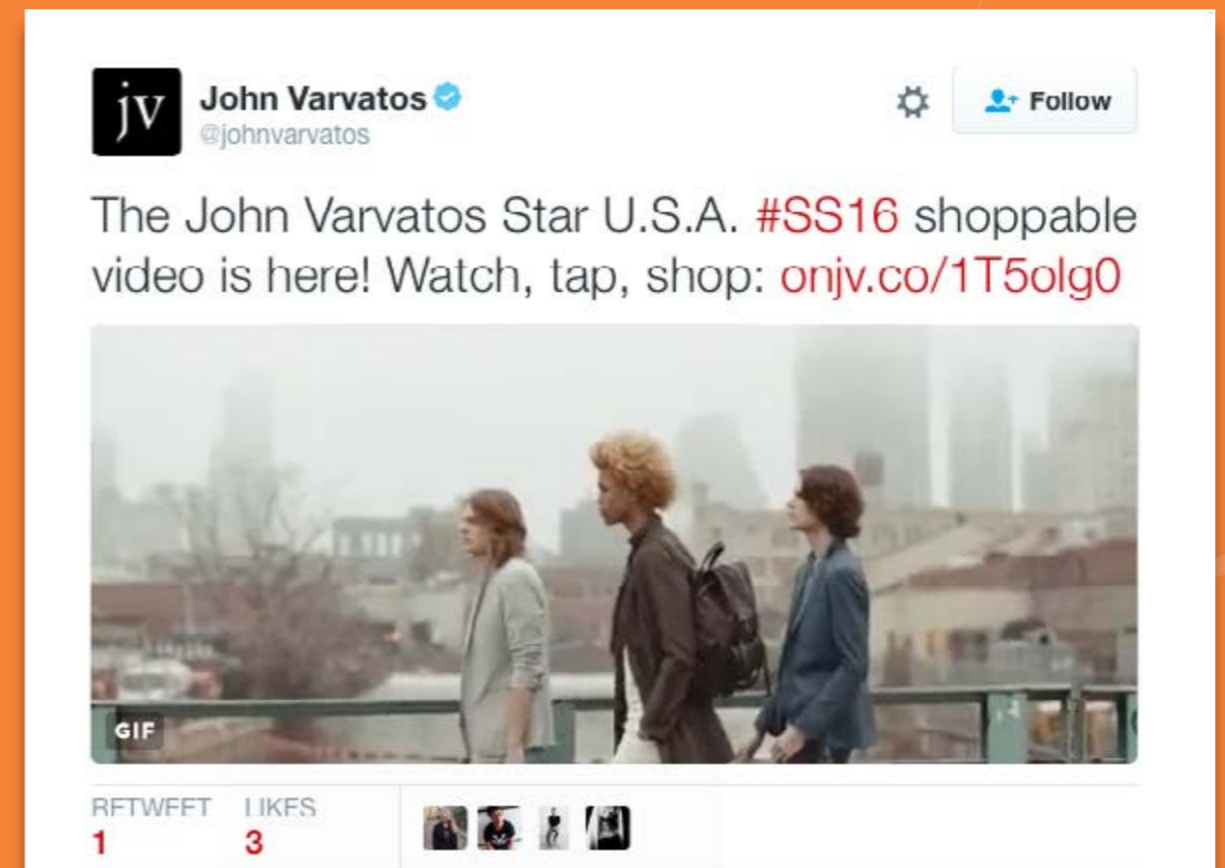 jv
John Varvatos
@johnvarvatos
Follow
The John Varvatos Star U.S.A. #SS16 shoppable
video is here! Watch, tap, shop: onjv.co/1T5olg0
GIF
RETWEET LIKES
1 3